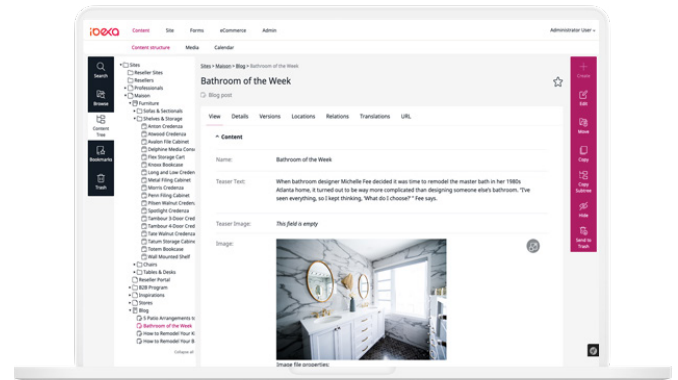 ibexa
Content Site Forms eCommerce Admin
Administrator User
Content structure Media Calendar
Search
Browse
Content
Tree
Bookmarks
Trash
Sites
Reseller Sites
Resellers
Professionals
Maison
Furniture
Sofas & Sectionals
Shelves & Storage
Anton Credenza
Atwood Credenza
Avalon File Cabinet
Delphine Media Cons
Flex Storage Cart
Knoxx Bookcase
Long and Low Creden
Metal Filing Cabinet
Morris Credenza
Penn Filing Cabinet
Pitsen Walnut Creden
Spotlight Credenza
Tambour 3-Door Cred
Tambour 4-Door Cred
Tate Walnut Credenza
Tatum Storage Cabine
Totem Bookcase
Wall Mounted Shelf
Chairs
Tables & Desks
Reseller Portal
B2B Program
Inspirations
Stores
Blog
5 Patio Arrangements t
Bathroom of the Week
How to Remodel Your K
How to Remodel Your B
Collapse all
Sites > Maison > Blog > Bathroom of the Week
Bathroom of the Week
Blog post
View Details Versions Locations Relations Translations URL
Content
Name: Bathroom of the Week
Teaser Text: When bathroom designer Michelle Fee decided it was time to remodel the master bath in her 1980s
Atlanta home, it turned out to be way more complicated than designing someone else's bathroom. "I've
seen everything, so I kept thinking, 'What do I choose?'" Fee says.
Teaser Image: This field is empty
Image:
Image file properties:
Create
Edit
Move
Copy
Copy
Subtree
Hide
Send to
Trash